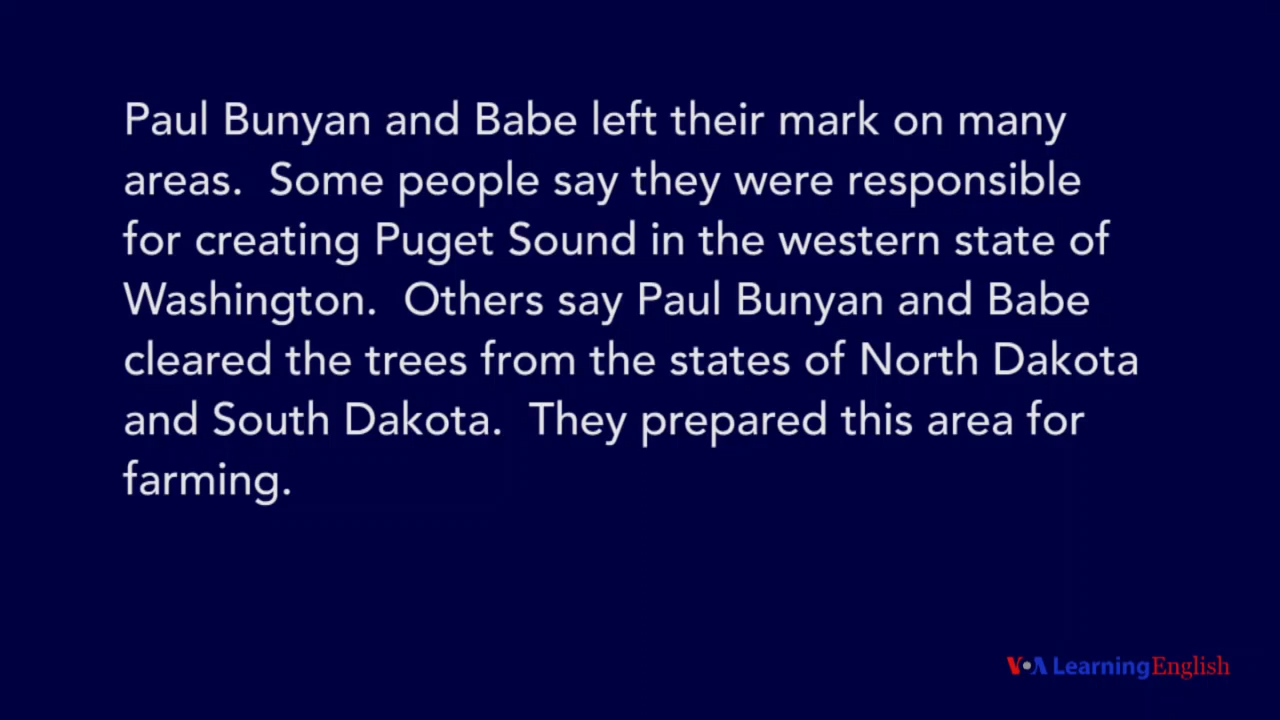 Paul Bunyan and Babe left their mark on many
areas.  Some people say they were responsible
for creating Puget Sound in the western state of
Washington.  Others say Paul Bunyan and Babe
cleared the trees from the states of North Dakota
and South Dakota.  They prepared this area for
farming.
VOA Learning English